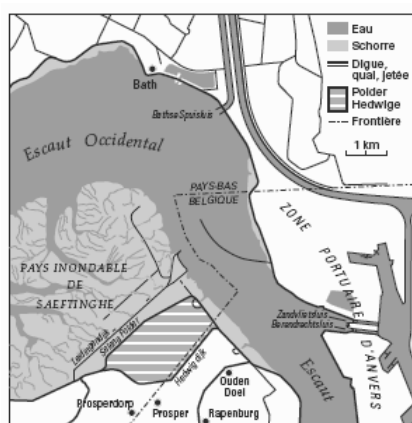 Eau
Schorre
Digue,
quai, jetée
Polder
Hedwige
Frontière
1 km
Bath
Bathse Spuisluis
Escaut Occidental
PAYS-BAS
BELGIQUE
ZONE PORTUAIRE
D'ANVERS
PAYS INONDABLE
DE
SAEFTINGHE
Zandvlietsluis
Berendrechtsluis
Hedwig dijk
Escaut
Ouden
Doel
Prosperdorp
Prosper
Rapenburg